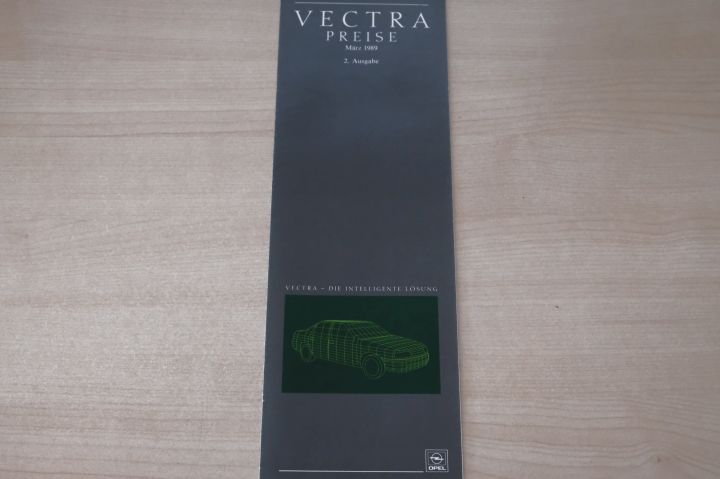 VECTRA
PREISE
März 1989
2. Ausgabe
VECTRA – DIE INTELLIGENTE LÖSUNG
OPEL